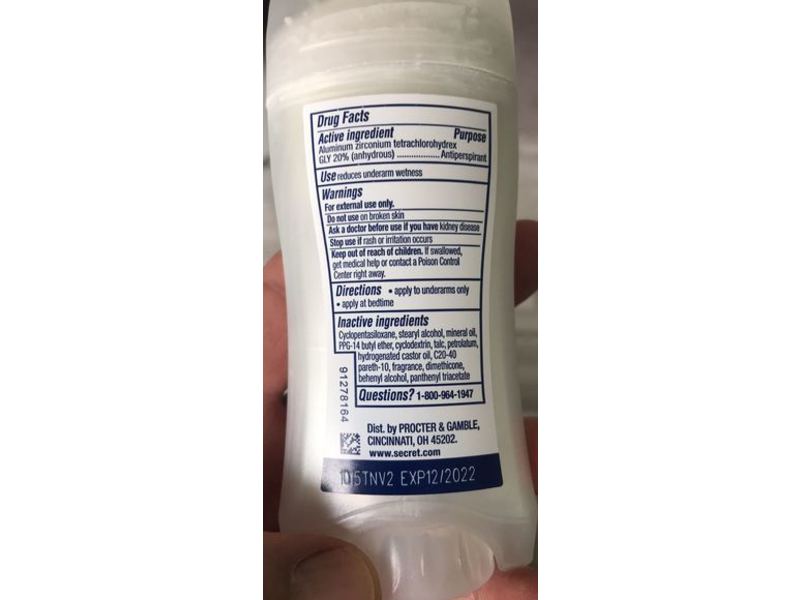 Drug Facts
Active ingredient Purpose
Aluminum zirconium tetrachlorohydrex
GLY 20% (anhydrous) .................. Antiperspirant
Use reduces underarm wetness
Warnings
For external use only.
Do not use on broken skin
Ask a doctor before use if you have kidney disease
Stop use if rash or irritation occurs
Keep out of reach of children. If swallowed,
get medical help or contact a Poison Control
Center right away.
Directions • apply to underarms only
• apply at bedtime
Inactive ingredients
Cyclopentasiloxane, stearyl alcohol, mineral oil,
PPG-14 butyl ether, cyclodextrin, talc, petrolatum,
hydrogenated castor oil, C20-40
pareth-10, fragrance, dimethicone,
behenyl alcohol, panthenyl triacetate
Questions? 1-800-964-1947
91278164
Dist. by PROCTER & GAMBLE,
CINCINNATI, OH 45202.
www.secret.com
EXP12/2022